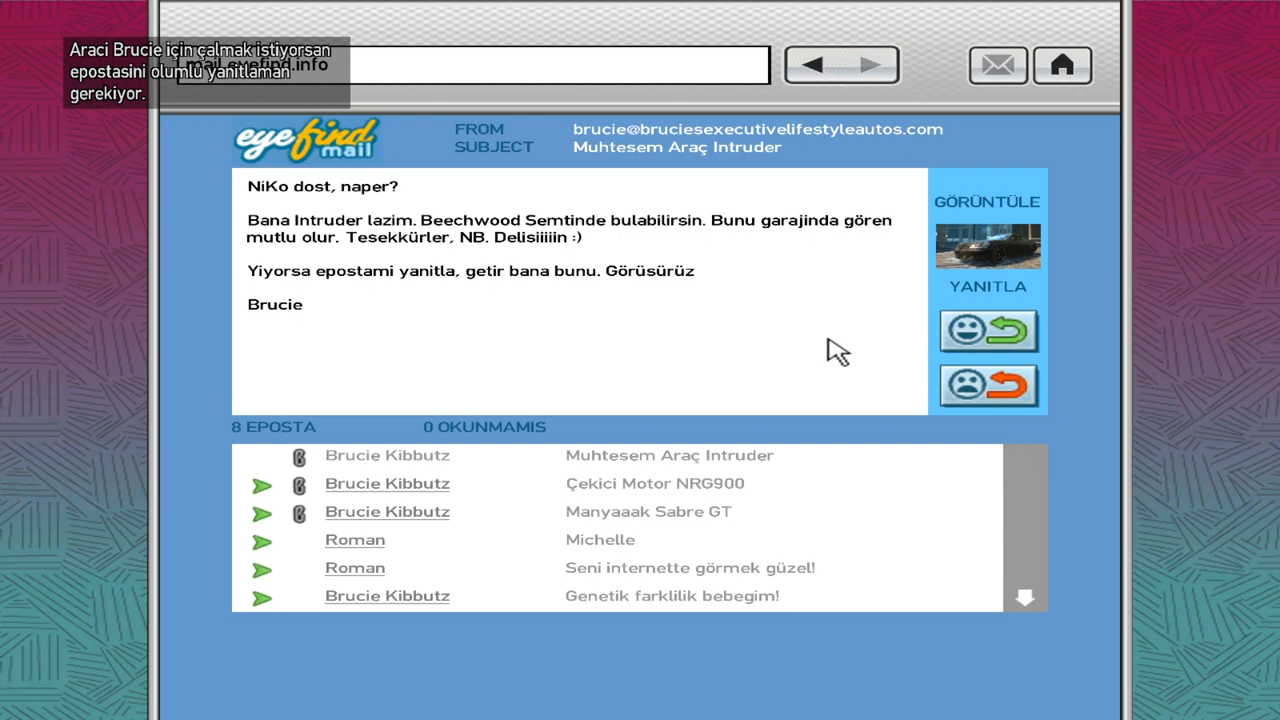 Araci Brucie için çalmak istiyorsan
epostasini olumlu yanitlaman
gerekiyor.
mail.eyefind.info
eyefind mail
FROM brucie@bruciesexecutivelifestyleautos.com
SUBJECT Muhtesem Araç Intruder
NiKo dost, naper?
Bana Intruder lazim. Beechwood Semtinde bulabilirsin. Bunu garajinda gören
mutlu olur. Tesekkürler, NB. Delisiiiiin :)
Yiyorsa epostami yanitla, getir bana bunu. Görüsürüz
Brucie
GÖRÜNTÜLE
YANITLA
8 EPOSTA 0 OKUNMAMIS
Brucie Kibbutz Muhtesem Araç Intruder
Brucie Kibbutz Çekici Motor NRG900
Brucie Kibbutz Manyaaak Sabre GT
Roman Michelle
Roman Seni internette görmek güzel!
Brucie Kibbutz Genetik farklilik bebegim!